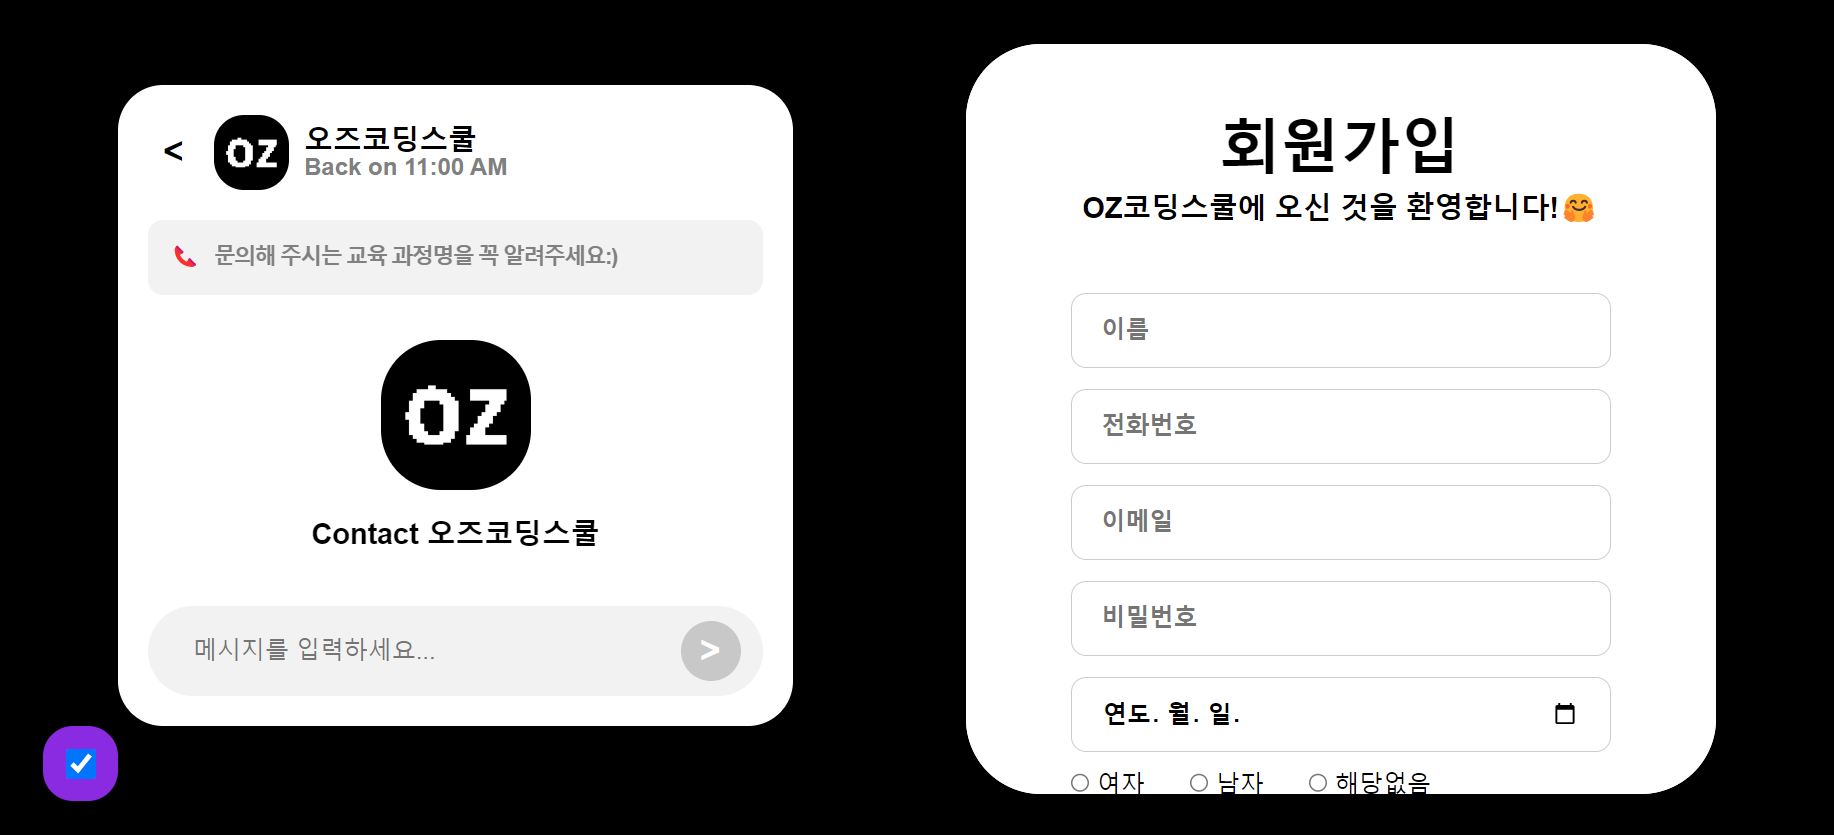 <
OZ
오즈코딩스쿨
Back on 11:00 AM
문의해 주시는 교육 과정명을 꼭 알려주세요:)
OZ
Contact 오즈코딩스쿨
메시지를 입력하세요...
>
회원가입
OZ코딩스쿨에 오신 것을 환영합니다!🤗
이름
전화번호
이메일
비밀번호
연도. 월. 일.
여자 남자 해당없음